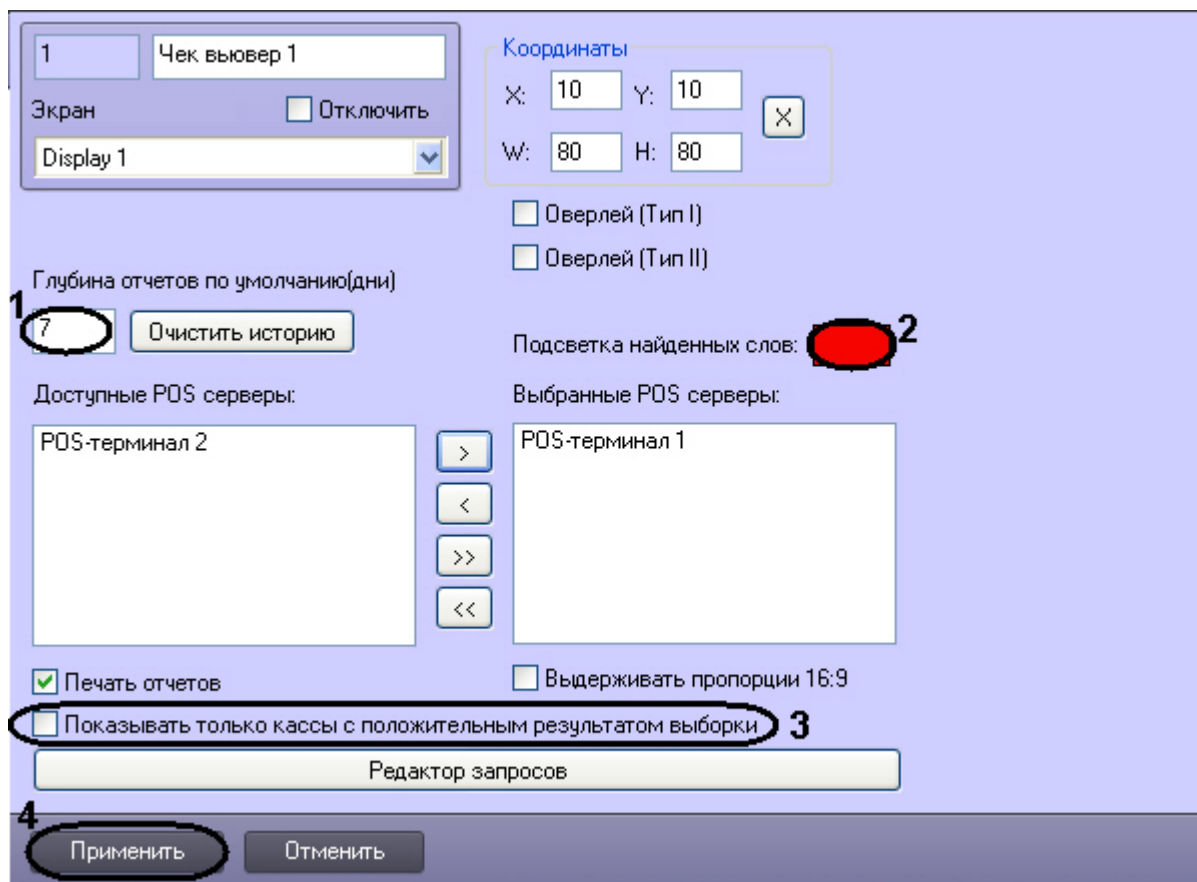 1 Чек вьювер 1
Экран Отключить
Display 1
Координаты
X: 10 Y: 10
X
W: 80 H: 80
Оверлей (Тип I)
Оверлей (Тип II)
Глубина отчетов по умолчанию(дни)
1
7 Очистить историю
Подсветка найденных слов: 2
Доступные POS серверы:
POS-терминал 2
>
<
>>
<<
Выбранные POS серверы:
POS-терминал 1
Печать отчетов
Выдерживать пропорции 16:9
Показывать только кассы с положительным результатом выборки 3
Редактор запросов
4
Применить Отменить